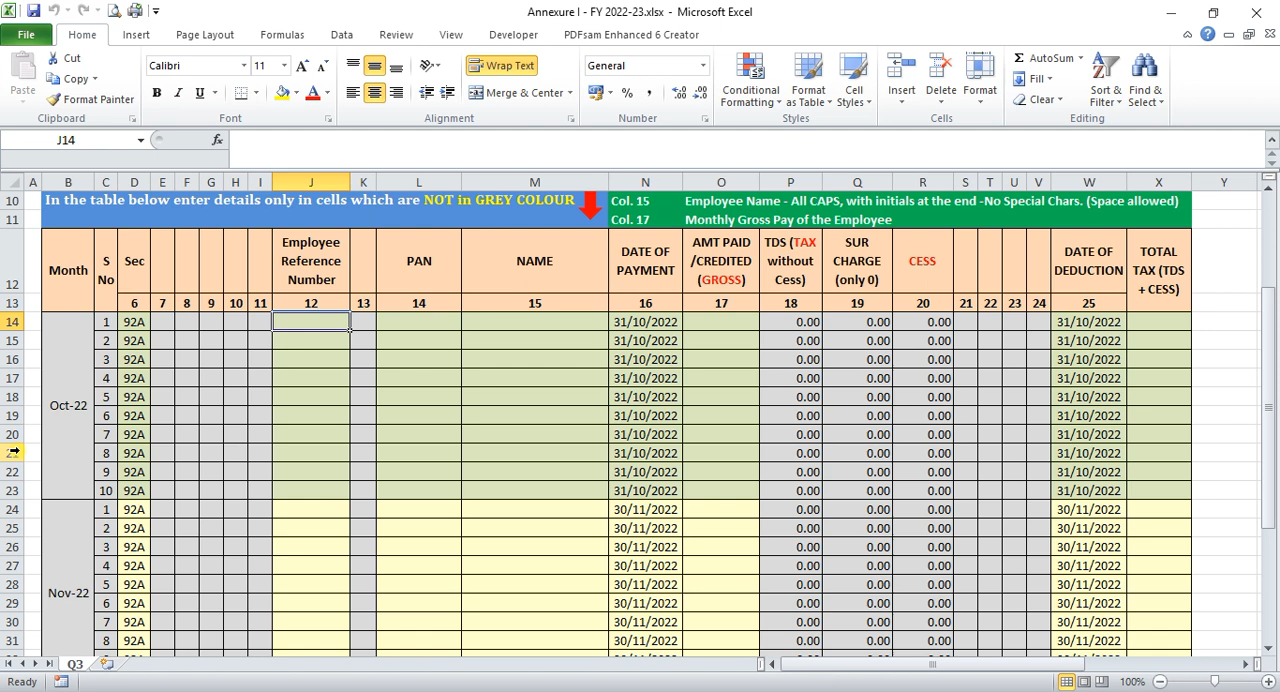 Annexure I - FY 2022-23.xlsx - Microsoft Excel
File Home Insert Page Layout Formulas Data Review View Developer PDFsam Enhanced 6 Creator
Paste
Cut
Copy
Format Painter
Clipboard
Calibri 11
B I U
Font
Wrap Text
Merge & Center
Alignment
General
Number
Conditional Formatting
Format as Table
Cell Styles
Styles
Insert Delete Format
Cells
AutoSum
Fill
Clear
Sort & Filter
Find & Select
Editing
J14 fx
A B C D E F G H I J K L M N O P Q R S T U V W X Y
10 In the table below enter details only in cells which are NOT in GREY COLOUR Col. 15 Employee Name - All CAPS, with initials at the end -No Special Chars. (Space allowed)
11 Col. 17 Monthly Gross Pay of the Employee
12 Month S No Sec Employee Reference Number PAN NAME DATE OF PAYMENT AMT PAID /CREDITED (GROSS) TDS (TAX without Cess) SUR CHARGE (only 0) CESS DATE OF DEDUCTION TOTAL TAX (TDS + CESS)
13 6 7 8 9 10 11 12 13 14 15 16 17 18 19 20 21 22 23 24 25
14 1 92A 31/10/2022 0.00 0.00 0.00 31/10/2022
15 2 92A 31/10/2022 0.00 0.00 0.00 31/10/2022
16 3 92A 31/10/2022 0.00 0.00 0.00 31/10/2022
17 4 92A 31/10/2022 0.00 0.00 0.00 31/10/2022
18 Oct-22 5 92A 31/10/2022 0.00 0.00 0.00 31/10/2022
19 6 92A 31/10/2022 0.00 0.00 0.00 31/10/2022
20 7 92A 31/10/2022 0.00 0.00 0.00 31/10/2022
8 92A 31/10/2022 0.00 0.00 0.00 31/10/2022
22 9 92A 31/10/2022 0.00 0.00 0.00 31/10/2022
23 10 92A 31/10/2022 0.00 0.00 0.00 31/10/2022
24 1 92A 30/11/2022 0.00 0.00 0.00 30/11/2022
25 2 92A 30/11/2022 0.00 0.00 0.00 30/11/2022
26 3 92A 30/11/2022 0.00 0.00 0.00 30/11/2022
27 4 92A 30/11/2022 0.00 0.00 0.00 30/11/2022
28 Nov-22 5 92A 30/11/2022 0.00 0.00 0.00 30/11/2022
29 6 92A 30/11/2022 0.00 0.00 0.00 30/11/2022
30 7 92A 30/11/2022 0.00 0.00 0.00 30/11/2022
31 8 92A 30/11/2022 0.00 0.00 0.00 30/11/2022
Q3
Ready 100%